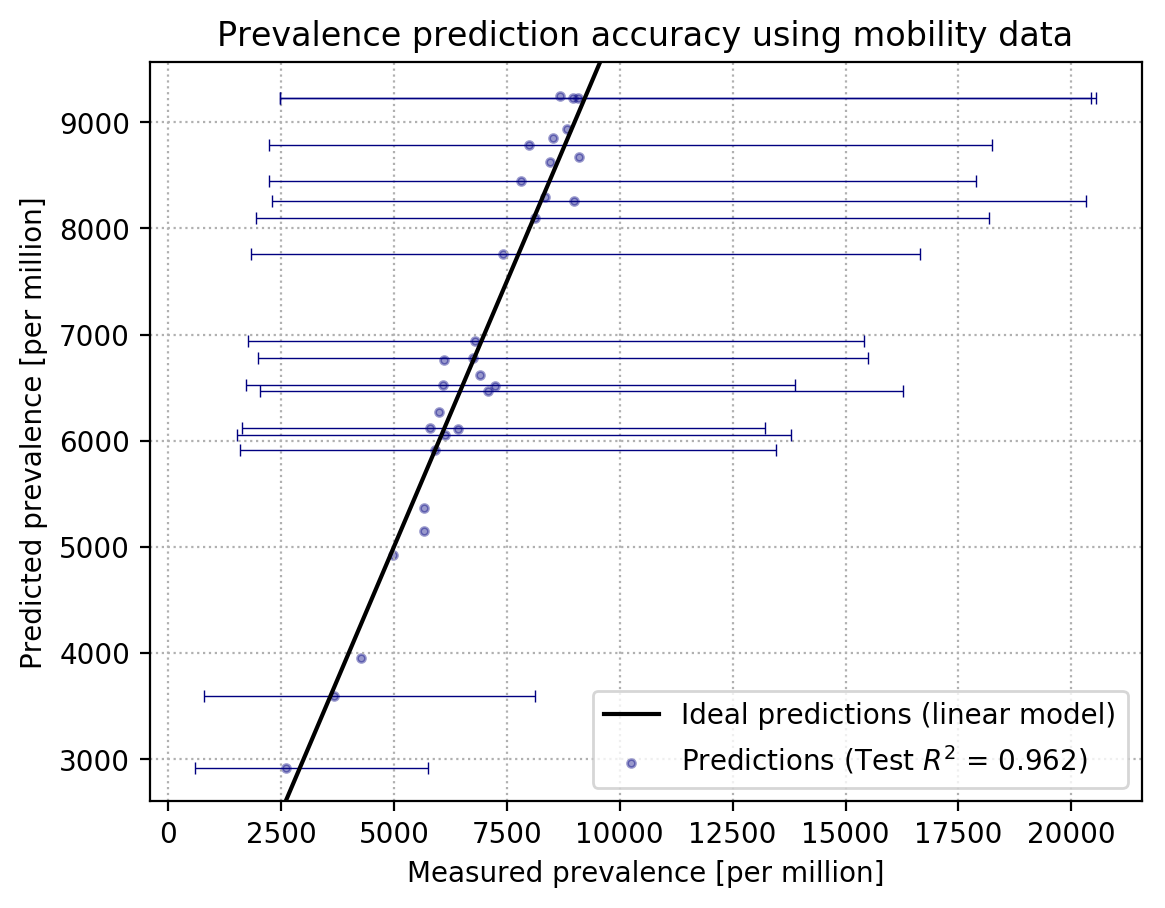 Prevalence prediction accuracy using mobility data
Predicted prevalence [per million]
9000
8000
7000
6000
5000
4000
3000
Ideal predictions (linear model)
Predictions (Test R² = 0.962)
0 2500 5000 7500 10000 12500 15000 17500 20000
Measured prevalence [per million]